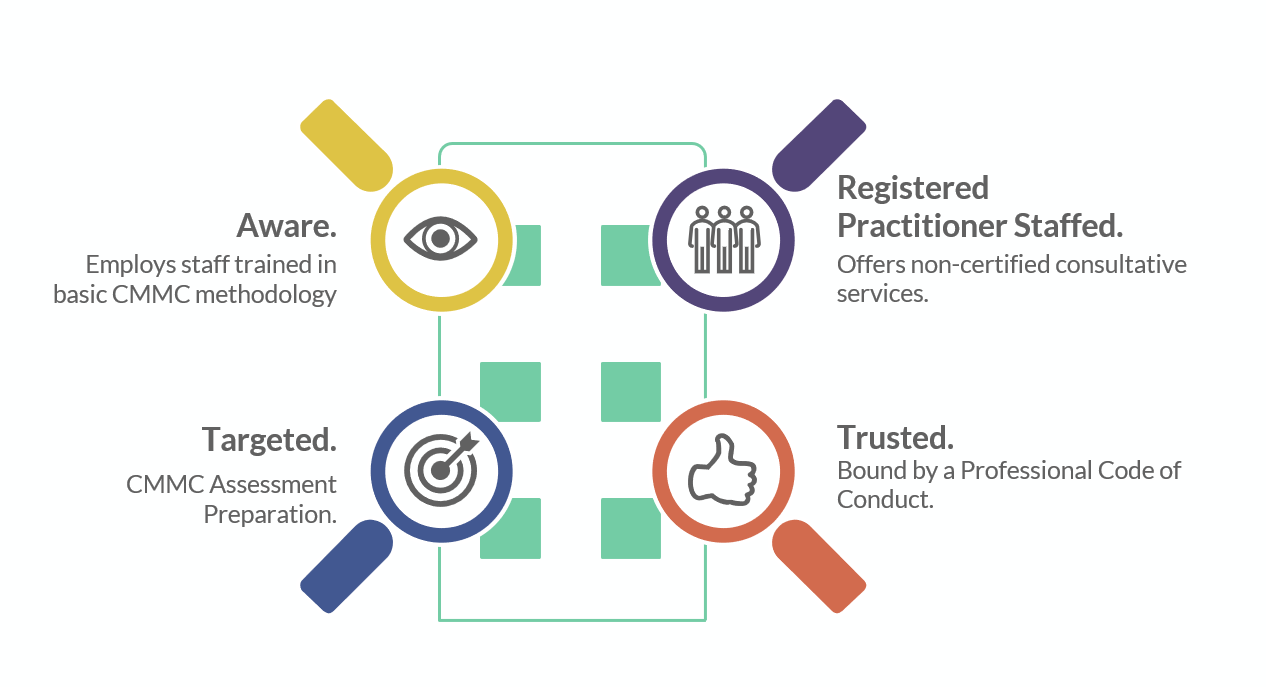 Aware.
Employs staff trained in
basic CMMC methodology
Registered
Practitioner Staffed.
Offers non-certified consultative
services.
Targeted.
CMMC Assessment
Preparation.
Trusted.
Bound by a Professional Code of
Conduct.